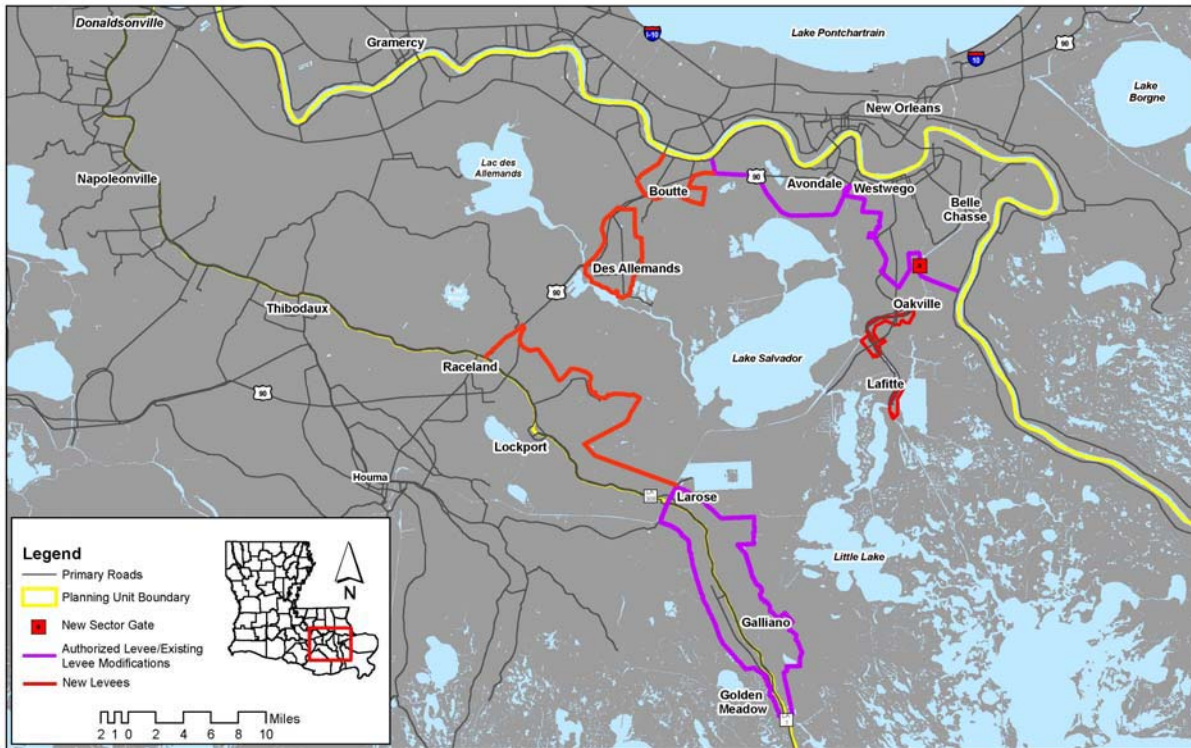 Donaldsonville
Gramercy
I-10
Lake Pontchartrain
90
10
Lake
Borgne
New Orleans
Napoleonville
Lac des
Allemands
Boutte
90
Avondale
Westwego
Belle
Chasse
Des Allemands
90
Oakville
Thibodaux
Lake Salvador
Raceland
Lafitte
90
Lockport
Houma
Larose
Little Lake
Galliano
Golden
Meadow
Legend
Primary Roads
Planning Unit Boundary
New Sector Gate
Authorized Levee/Existing
Levee Modifications
New Levees
N
2 1 0 2 4 6 8 10 Miles